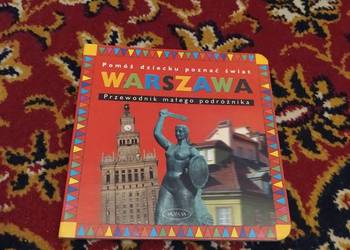 Pomóż dziecku poznać świat
WARSZAWA
Przewodnik małego podróżnika